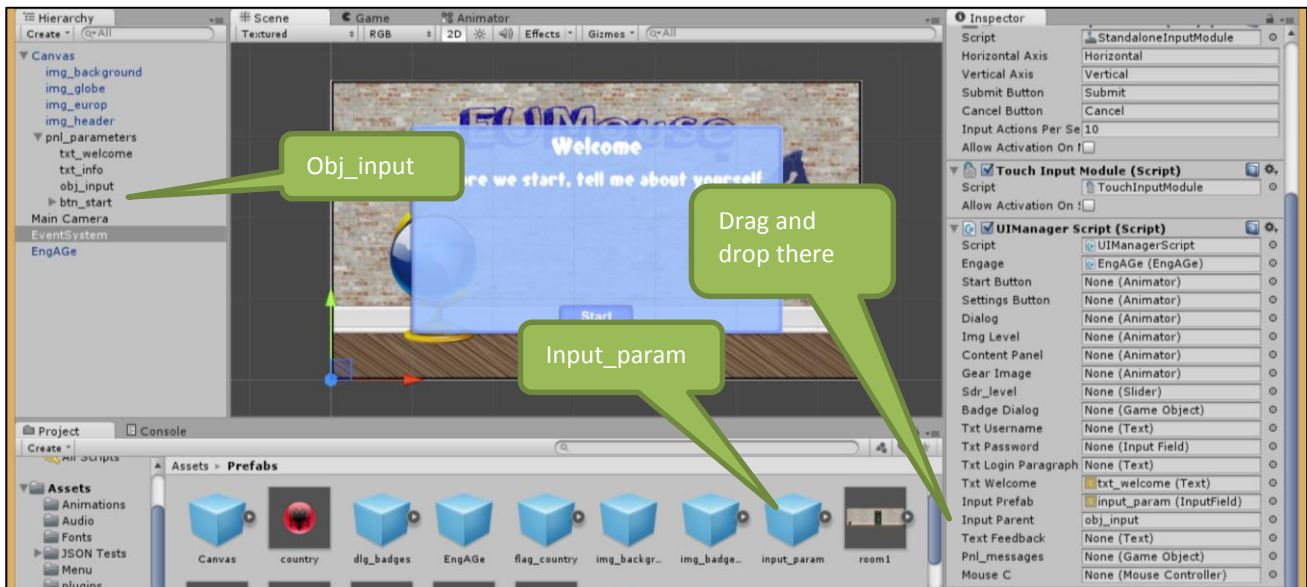 Hierarchy
Create
All
Canvas
img_background
img_globe
img_europ
img_header
pnl_parameters
txt_welcome
txt_info
obj_input
btn_start
Main Camera
EventSystem
EngAGe
Scene
Game
Animator
Textured
RGB
2D
Effects
Gizmos
All
EUMouse
Welcome
ore we start, tell me about yourself
Start
Obj_input
Drag and
drop there
Input_param
Project
Console
Create
All Scripts
Assets
Animations
Audio
Fonts
JSON Tests
Menu
plugins
Assets
Prefabs
Canvas
country
dlg_badges
EngAGe
flag_country
img_backgr...
img_badge...
input_param
room1
Inspector
Script StandaloneInputModule
Horizontal Axis Horizontal
Vertical Axis Vertical
Submit Button Submit
Cancel Button Cancel
Input Actions Per Se 10
Allow Activation On
Touch Input Module (Script)
Script TouchInputModule
Allow Activation On
UIManager Script (Script)
Script UIManagerScript
Engage EngAGe (EngAGe)
Start Button None (Animator)
Settings Button None (Animator)
Dialog None (Animator)
Img Level None (Animator)
Content Panel None (Animator)
Gear Image None (Animator)
Sdr_level None (Slider)
Badge Dialog None (Game Object)
Txt Username None (Text)
Txt Password None (Input Field)
Txt Login Paragraph None (Text)
Txt Welcome txt_welcome (Text)
Input Prefab input_param (InputField)
Input Parent obj_input
Text Feedback None (Text)
Pnl_messages None (Game Object)
Mouse C None (Mouse Controller)